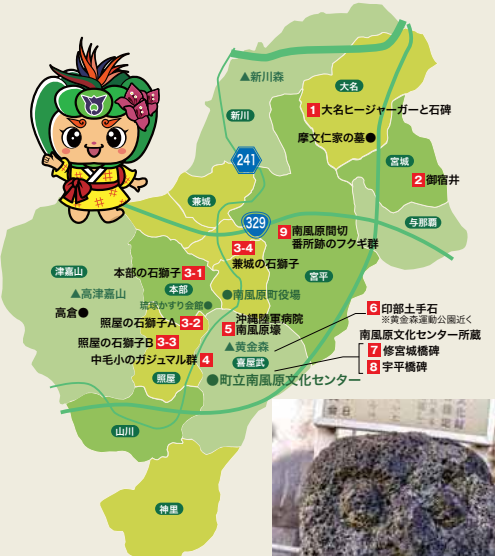 ▲新川森
新川
大名
1 大名ヒージャーガーと石碑
摩文仁家の墓●
宮城
2 御宿井
241
兼城
与那覇
329
9 南風原間切
番所跡のフクギ群
3-4
兼城の石獅子
宮平
津嘉山
本部の石獅子 3-1
本部
▲高津嘉山
琉球かすり会館●
●南風原町役場
高倉●
照屋の石獅子A 3-2
沖縄陸軍病院
5 南風原壕
6 印部土手石
※黄金森運動公園近く
照屋の石獅子B 3-3
▲黄金森
南風原文化センター所蔵
中毛小のガジュマル群 4
喜屋武
7 修宮城橋碑
8 宇平橋碑
照屋
●町立南風原文化センター
山川
神里